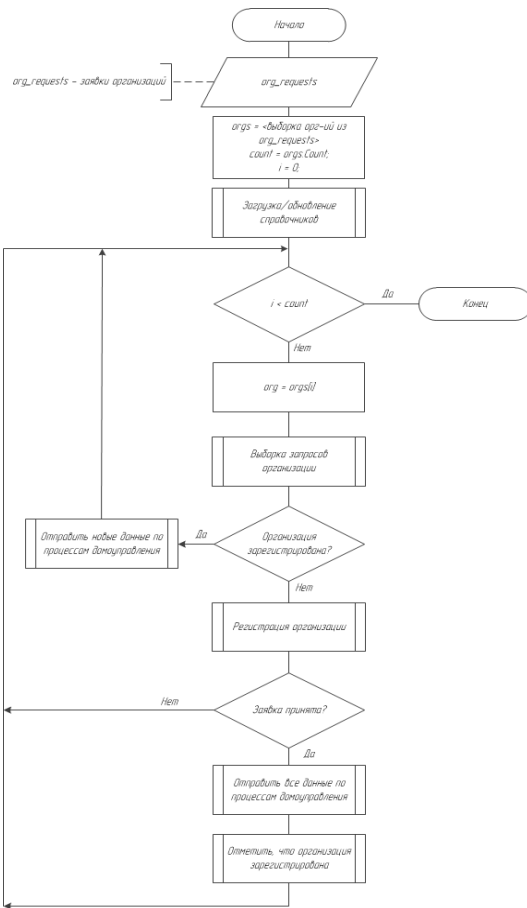 Начало
org_requests – заявки организаций
org_requests
orgs = <выборка орг-ий из
org_requests>
count = orgs.Count;
i = 0;
Загрузка/обновление
справочников
i < count
Да
Конец
Нет
org = orgs[i]
Выборка запросов
организации
Организация
зарегистрирована?
Да
Отправить новые данные по
процессам домоуправления
Нет
Регистрация организации
Заявка принята?
Нет
Да
Отправить все данные по
процессам домоуправления
Отметить, что организация
зарегистрирована